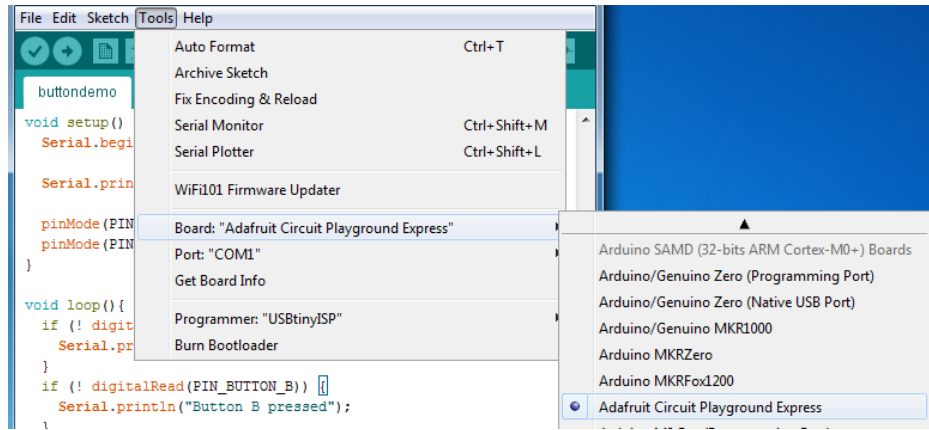 File Edit Sketch Tools Help
Auto Format Ctrl+T
Archive Sketch
Fix Encoding & Reload
Serial Monitor Ctrl+Shift+M
Serial Plotter Ctrl+Shift+L
WiFi101 Firmware Updater
Board: "Adafruit Circuit Playground Express"
Port: "COM1"
Get Board Info
Programmer: "USBtinyISP"
Burn Bootloader
buttondemo
void setup()
Serial.begi
Serial.prin
pinMode(PIN
pinMode(PIN
}
void loop(){
if (! digit
Serial.pr
}
if (! digitalRead(PIN_BUTTON_B)) {
Serial.println("Button B pressed");
}
Arduino SAMD (32-bits ARM Cortex-M0+) Boards
Arduino/Genuino Zero (Programming Port)
Arduino/Genuino Zero (Native USB Port)
Arduino/Genuino MKR1000
Arduino MKRZero
Arduino MKRFox1200
Adafruit Circuit Playground Express